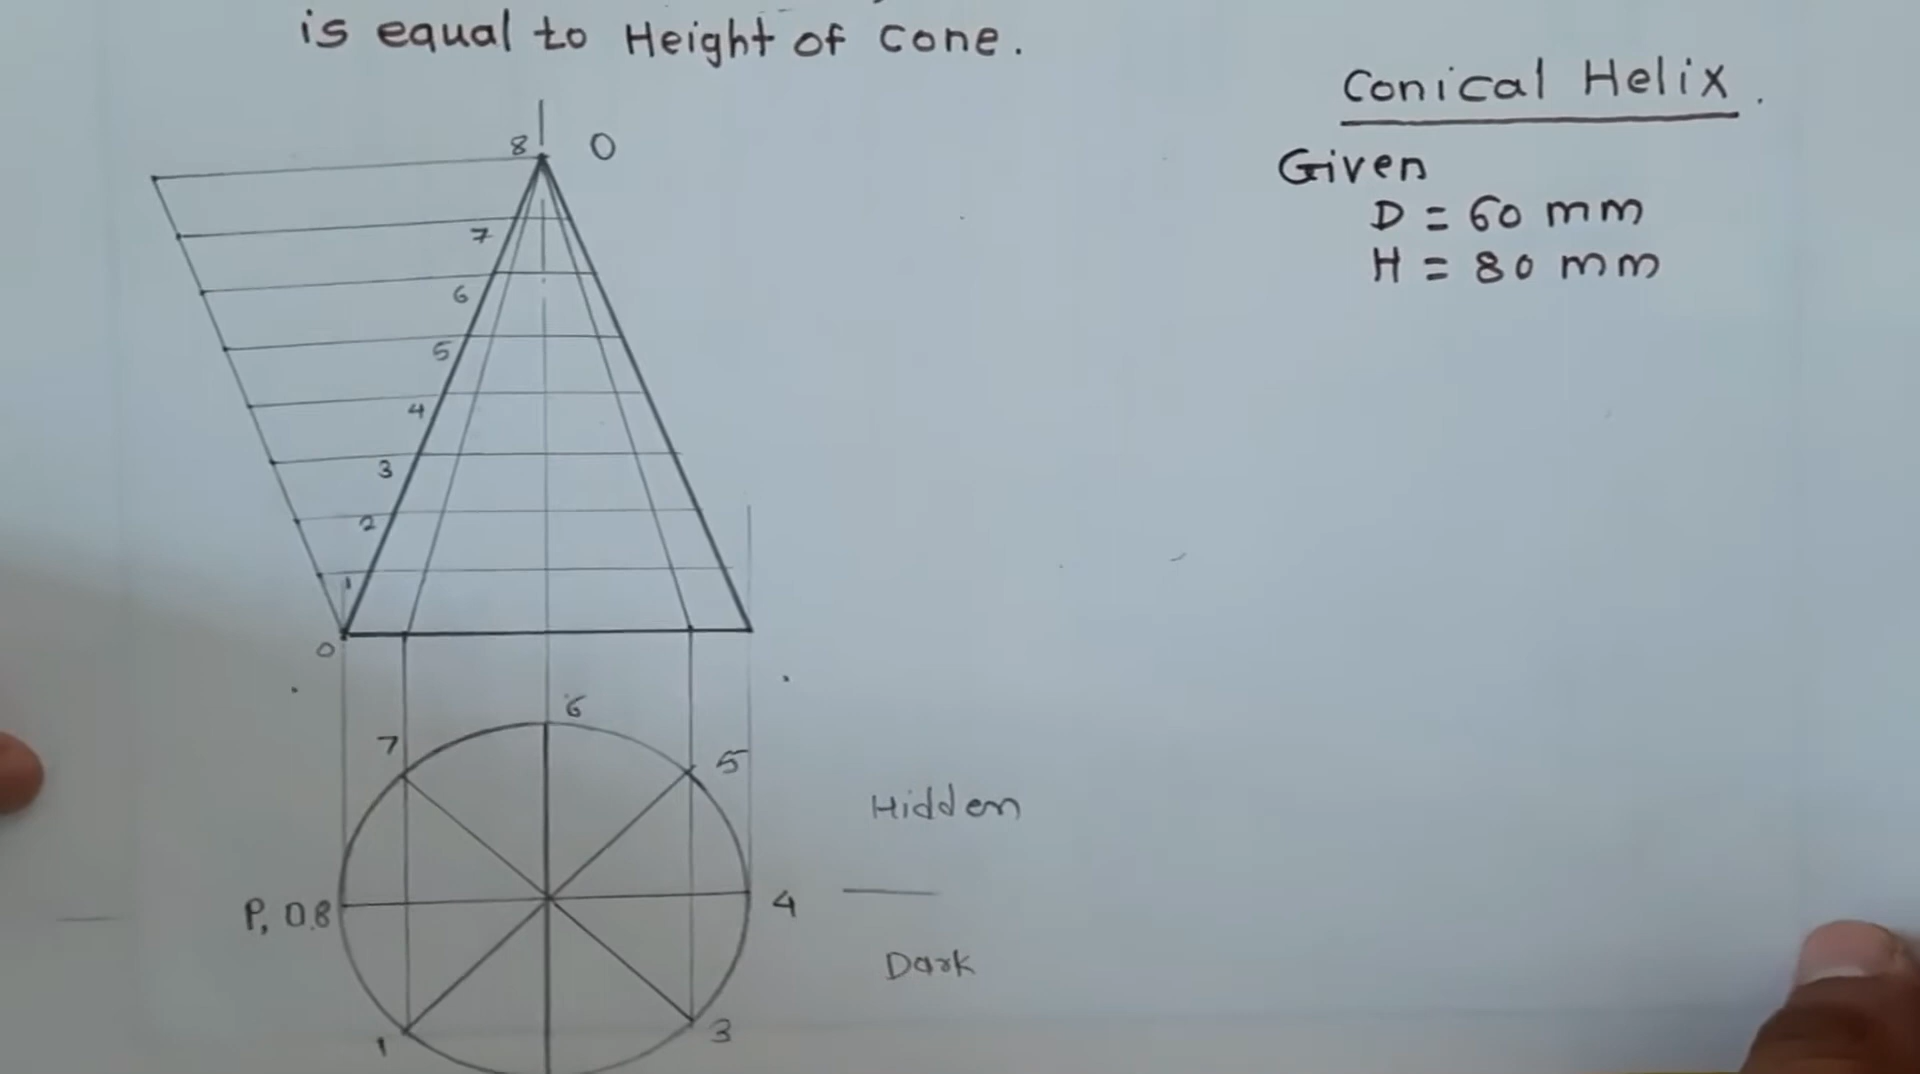 is equal to Height of cone.
Conical Helix.
Given
D = 60 mm
H = 80 mm
8 O
7
6
5
4
3
2
1
0
6
7
5
Hidden
P, 0.8
4
Dark
1
3